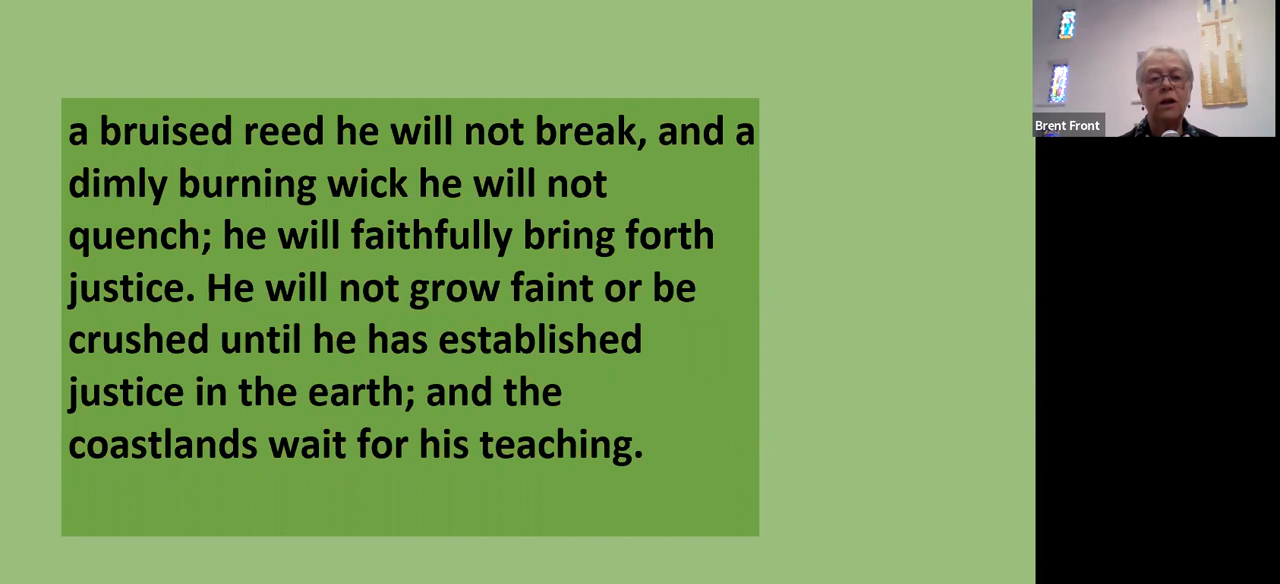 a bruised reed he will not break, and a
dimly burning wick he will not
quench; he will faithfully bring forth
justice. He will not grow faint or be
crushed until he has established
justice in the earth; and the
coastlands wait for his teaching.
Brent Front